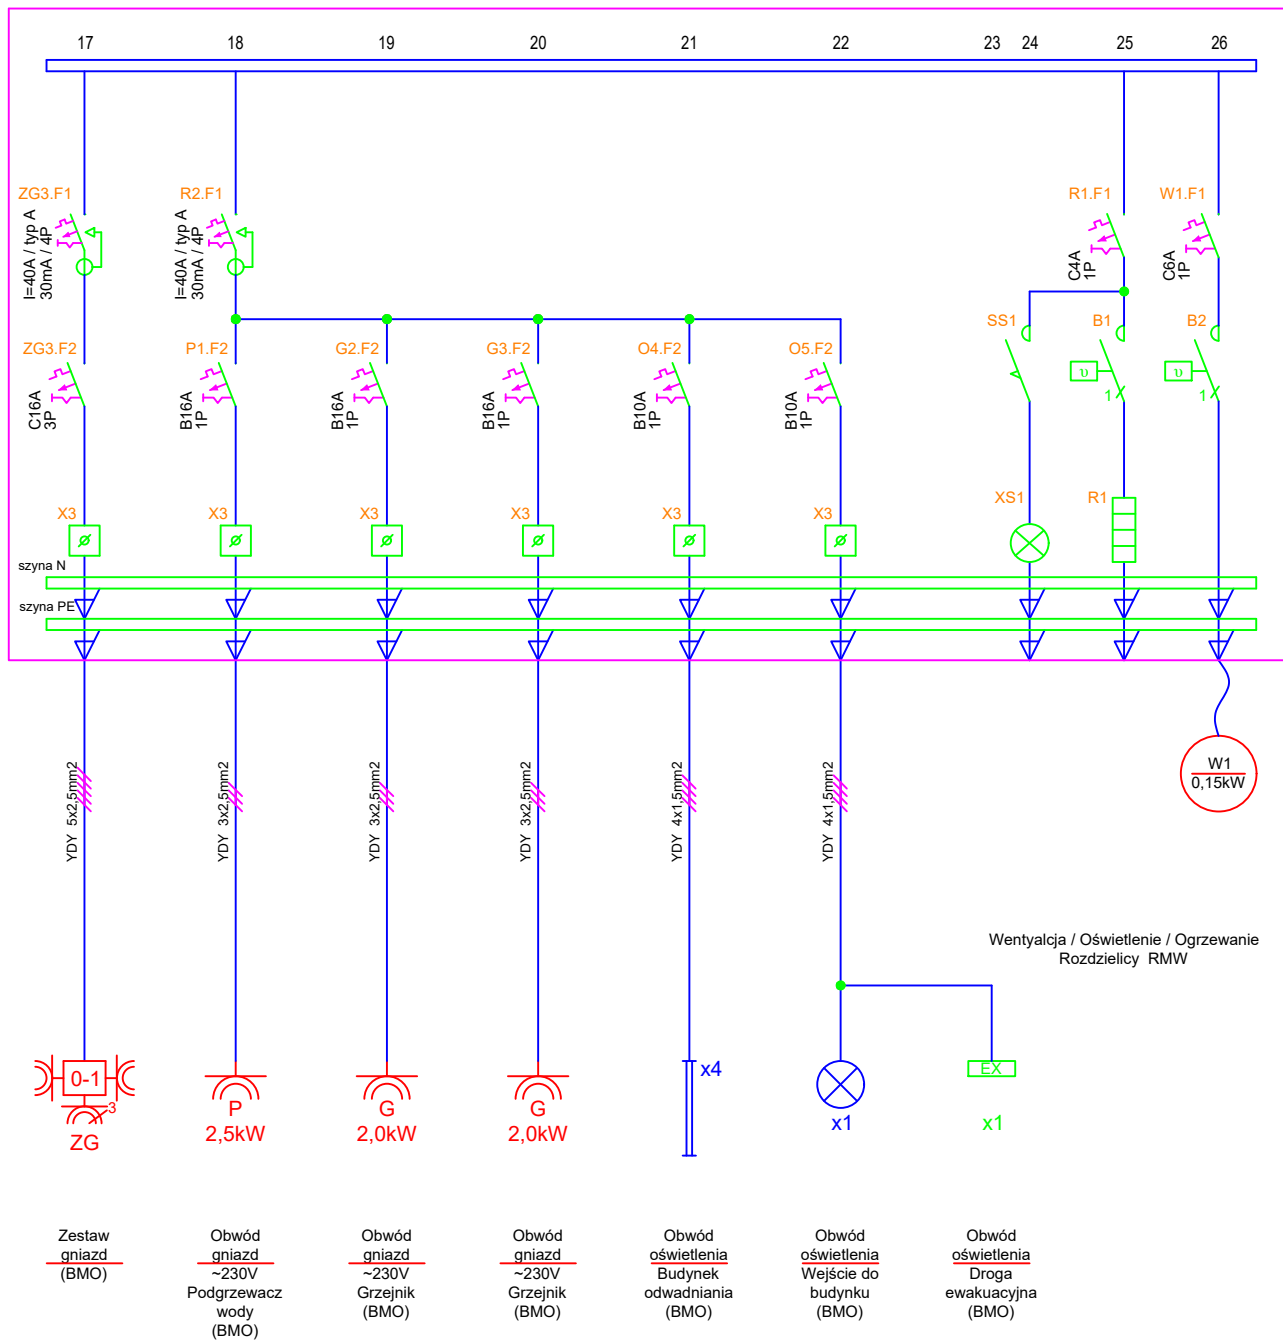 17 18 19 20 21 22 23 24 25 26
ZG3.F1
I=40A / typ A
30mA / 4P
R2.F1
I=40A / typ A
30mA / 4P
R1.F1
C4A
1P
W1.F1
C6A
1P
ZG3.F2
C16A
3P
P1.F2
B16A
1P
G2.F2
B16A
1P
G3.F2
B16A
1P
O4.F2
B10A
1P
O5.F2
B10A
1P
SS1
B1
υ
1
B2
υ
1
X3 X3 X3 X3 X3 X3
XS1
R1
szyna N
szyna PE
YDY 5x2,5mm2
YDY 3x2,5mm2
YDY 3x2,5mm2
YDY 3x2,5mm2
YDY 4x1,5mm2
YDY 4x1,5mm2
W1
0,15kW
Wentyalcja / Oświetlenie / Ogrzewanie
Rozdzielicy RMW
0-1
3
ZG
P
2,5kW
G
2,0kW
G
2,0kW
x4
x1
EX
x1
Zestaw
gniazd
(BMO)
Obwód
gniazd
~230V
Podgrzewacz
wody
(BMO)
Obwód
gniazd
~230V
Grzejnik
(BMO)
Obwód
gniazd
~230V
Grzejnik
(BMO)
Obwód
oświetlenia
Budynek
odwadniania
(BMO)
Obwód
oświetlenia
Wejście do
budynku
(BMO)
Obwód
oświetlenia
Droga
ewakuacyjna
(BMO)